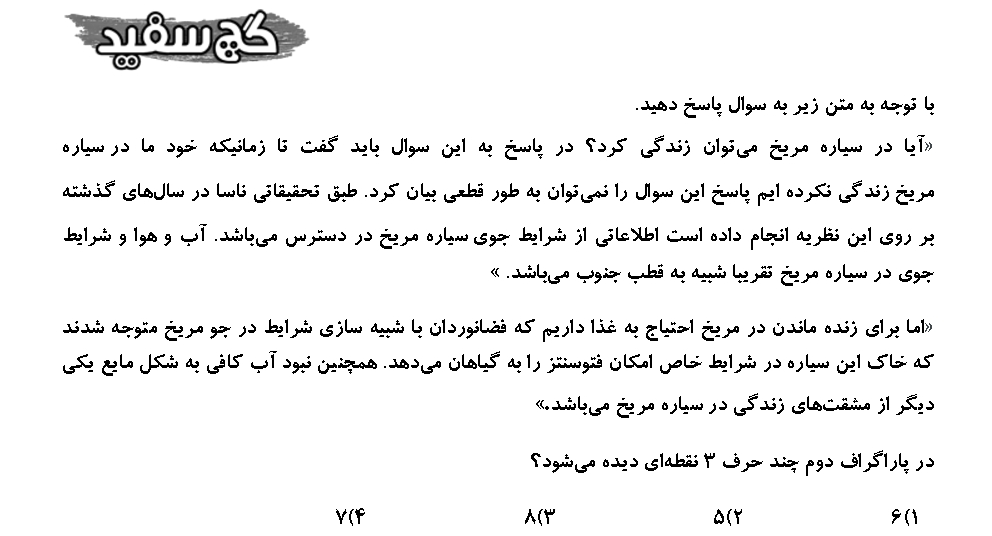 گچ سفید
با توجه به متن زیر به سوال پاسخ دهید.
«آیا در سیاره مریخ می‌توان زندگی کرد؟ در پاسخ به این سوال باید گفت تا زمانیکه خود ما در سیاره
مریخ زندگی نکرده ایم پاسخ این سوال را نمی‌توان به طور قطعی بیان کرد. طبق تحقیقاتی ناسا در سال‌های گذشته
بر روی این نظریه انجام داده است اطلاعاتی از شرایط جوی سیاره مریخ در دسترس می‌باشد. آب و هوا و شرایط
جوی در سیاره مریخ تقریبا شبیه به قطب جنوب می‌باشد. »
«اما برای زنده ماندن در مریخ احتیاج به غذا داریم که فضانوردان با شبیه سازی شرایط در جو مریخ متوجه شدند
که خاک این سیاره در شرایط خاص امکان فتوسنتز را به گیاهان می‌دهد. همچنین نبود آب کافی به شکل مایع یکی
دیگر از مشقت‌های زندگی در سیاره مریخ می‌باشد.»
در پاراگراف دوم چند حرف ۳ نقطه‌ای دیده می‌شود؟
۱)۶ ۲)۵ ۳)۸ ۴)۷